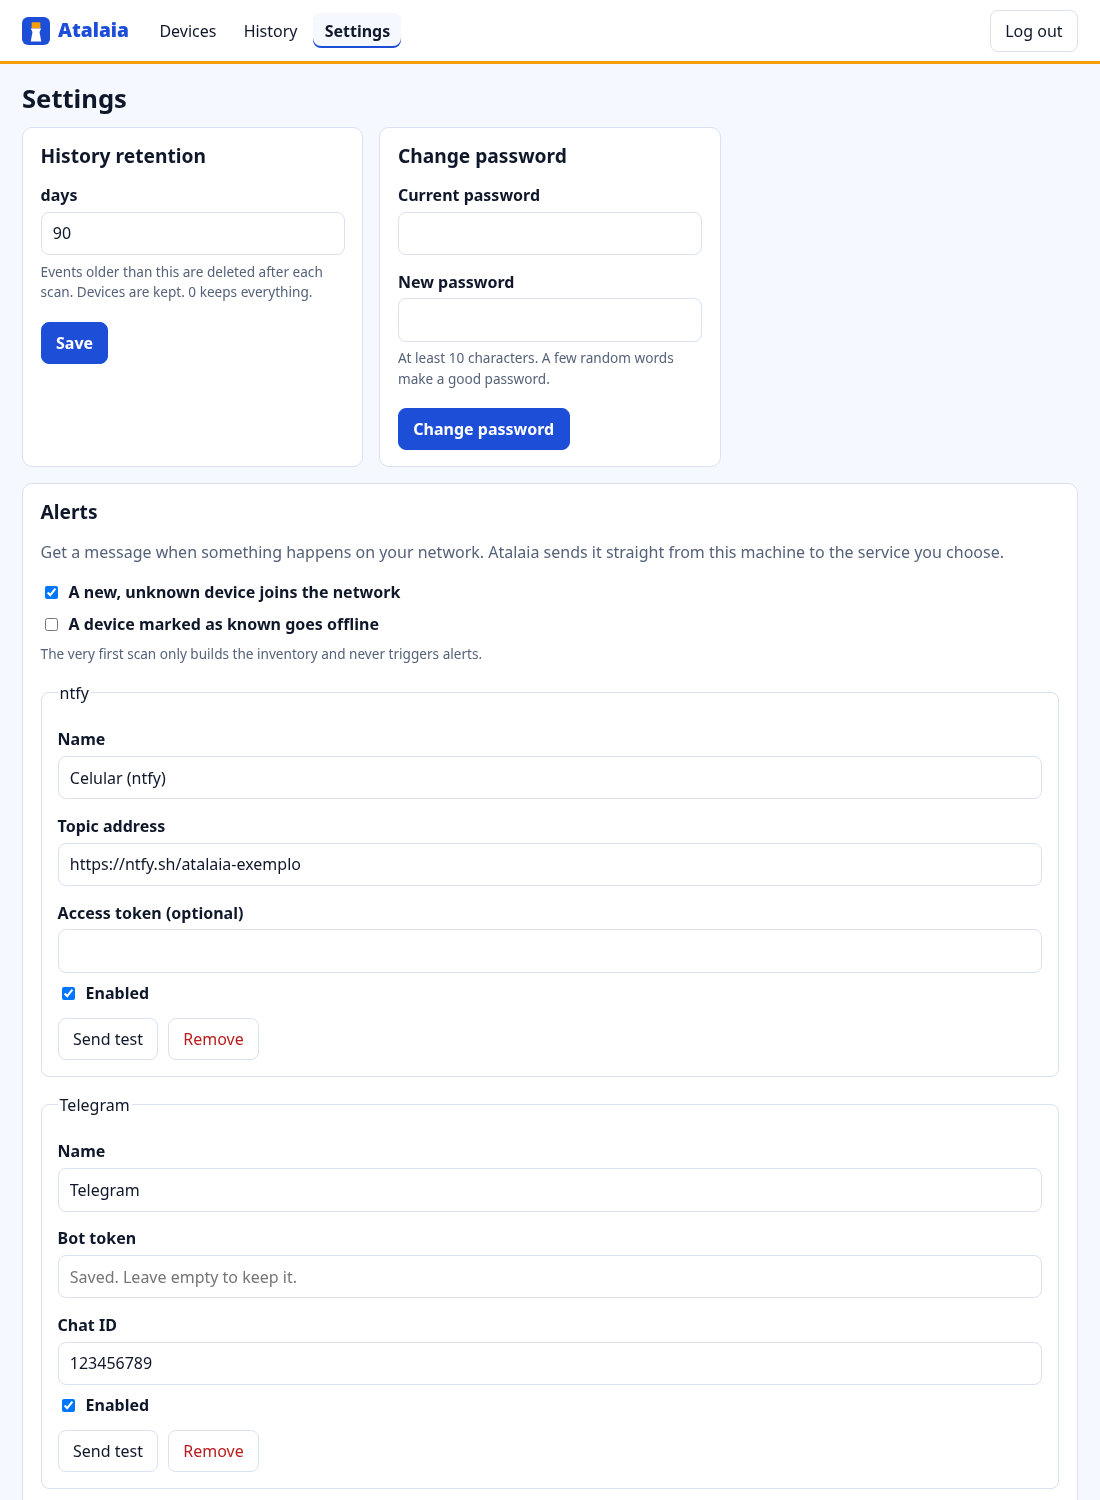 Atalaia
Devices
History
Settings
Log out
Settings
History retention
days
90
Events older than this are deleted after each
scan. Devices are kept. 0 keeps everything.
Save
Change password
Current password
New password
At least 10 characters. A few random words
make a good password.
Change password
Alerts
Get a message when something happens on your network. Atalaia sends it straight from this machine to the service you choose.
A new, unknown device joins the network
A device marked as known goes offline
The very first scan only builds the inventory and never triggers alerts.
ntfy
Name
Celular (ntfy)
Topic address
https://ntfy.sh/atalaia-exemplo
Access token (optional)
Enabled
Send test
Remove
Telegram
Name
Telegram
Bot token
Saved. Leave empty to keep it.
Chat ID
123456789
Enabled
Send test
Remove